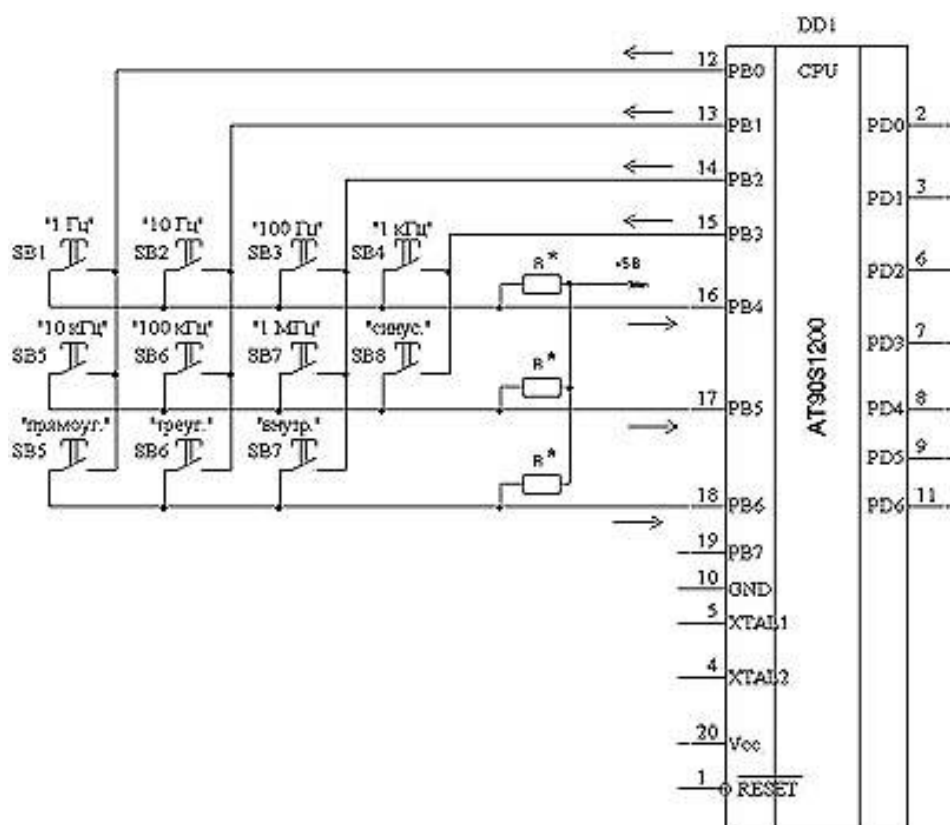 DD1
12 PB0 CPU
13 PB1 PD0 2
14 PB2
15 PB3 PD1 3
"1 Гц" "10 Гц" "100 Гц" "1 кГц"
SB1 SB2 SB3 SB4
R* +5В
PD2 6
16 PB4
"10 кГц" "100 кГц" "1 МГц" "синус."
SB5 SB6 SB7 SB8
R*
PD3 7
17 PB5 PD4 8
AT90S1200
"прямоуг." "треуг." "внутр."
SB5 SB6 SB7
R*
PD5 9
18 PB6 PD6 11
19 PB7
10 GND
5 XTAL1
4 XTAL2
20 Vcc
1 RESET